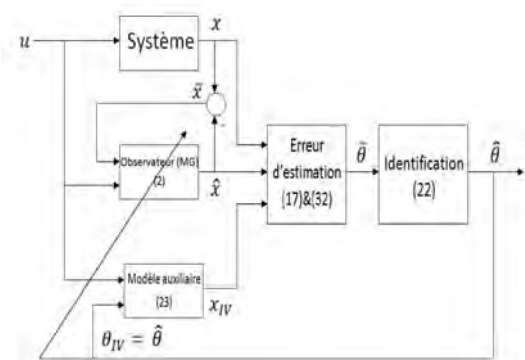 u
Système
x
x̃
-
Observateur (MG)
(2)
x̂
Erreur
d'estimation
(17)&(32)
θ̃
Identification
(22)
θ̂
Modèle auxiliaire
(23)
x_IV
θ_IV = θ̂